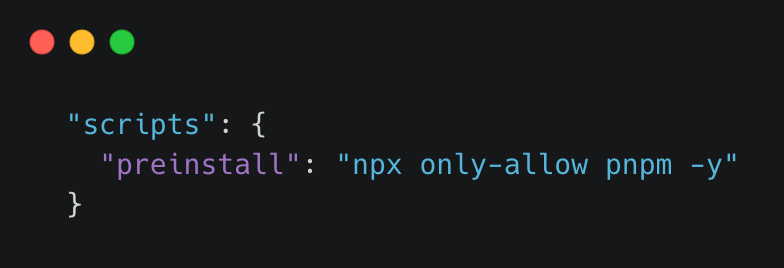 "scripts": {
"preinstall": "npx only-allow pnpm -y"
}